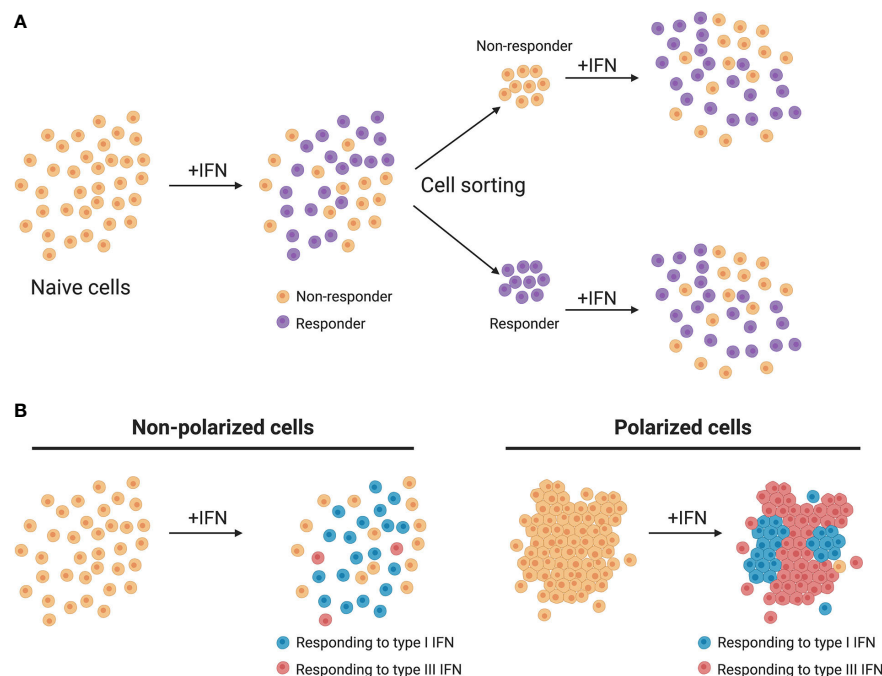 A
Non-responder
+IFN
+IFN
Cell sorting
Naive cells
Non-responder
Responder
+IFN
Responder
B
Non-polarized cells
Polarized cells
+IFN
+IFN
Responding to type I IFN
Responding to type III IFN
Responding to type I IFN
Responding to type III IFN